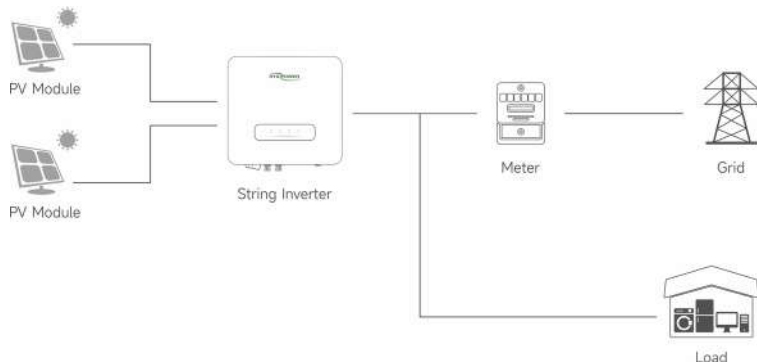 PV Module
PV Module
String Inverter
Meter
Grid
Load